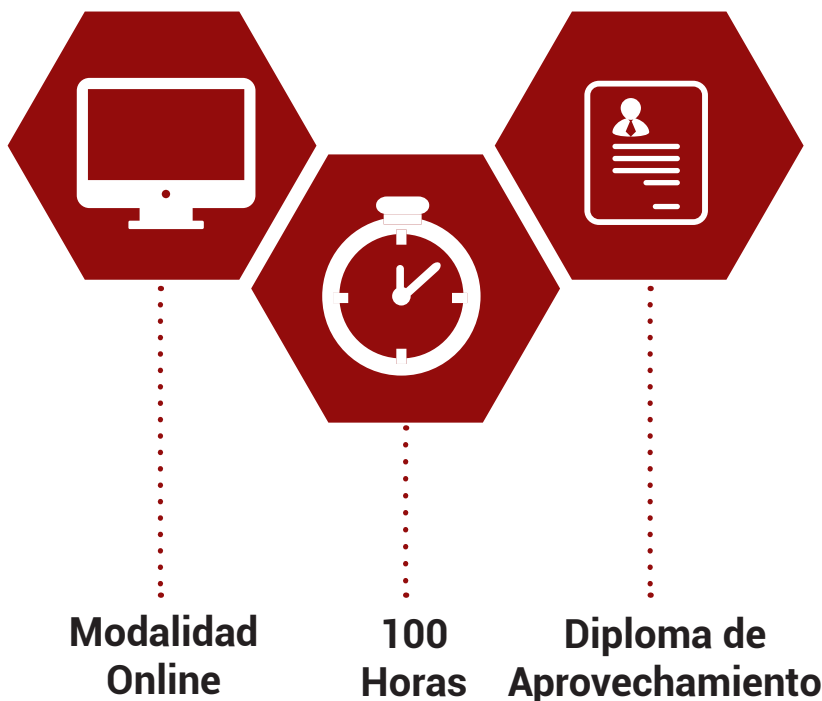 Modalidad
Online
100
Horas
Diploma de
Aprovechamiento